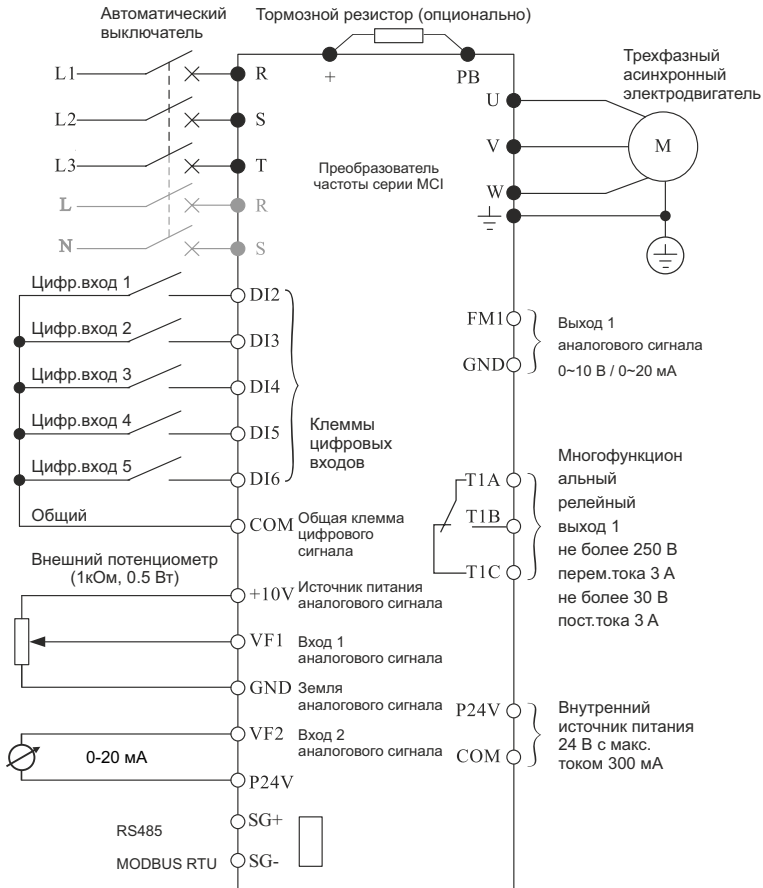 Автоматический
выключатель
Тормозной резистор (опционально)
+
PB
L1
R
L2
S
L3
T
L
R
N
S
Преобразователь
частоты серии MCI
Трехфазный
асинхронный
электродвигатель
U
V
W
M
Цифр.вход 1
DI2
Цифр.вход 2
DI3
Цифр.вход 3
DI4
Цифр.вход 4
DI5
Цифр.вход 5
DI6
Клеммы
цифровых
входов
Общий
COM
Общая клемма
цифрового
сигнала
Внешний потенциометр
(1кОм, 0.5 Вт)
+10V
Источник питания
аналогового сигнала
VF1
Вход 1
аналогового сигнала
GND
Земля
аналогового сигнала
VF2
Вход 2
аналогового сигнала
0-20 мА
P24V
RS485
SG+
MODBUS RTU
SG-
FM1
GND
Выход 1
аналогового сигнала
0~10 В / 0~20 мА
T1A
T1B
T1C
Многофункцион
альный
релейный
выход 1
не более 250 В
перем.тока 3 А
не более 30 В
пост.тока 3 А
P24V
COM
Внутренний
источник питания
24 В с макс.
током 300 мА